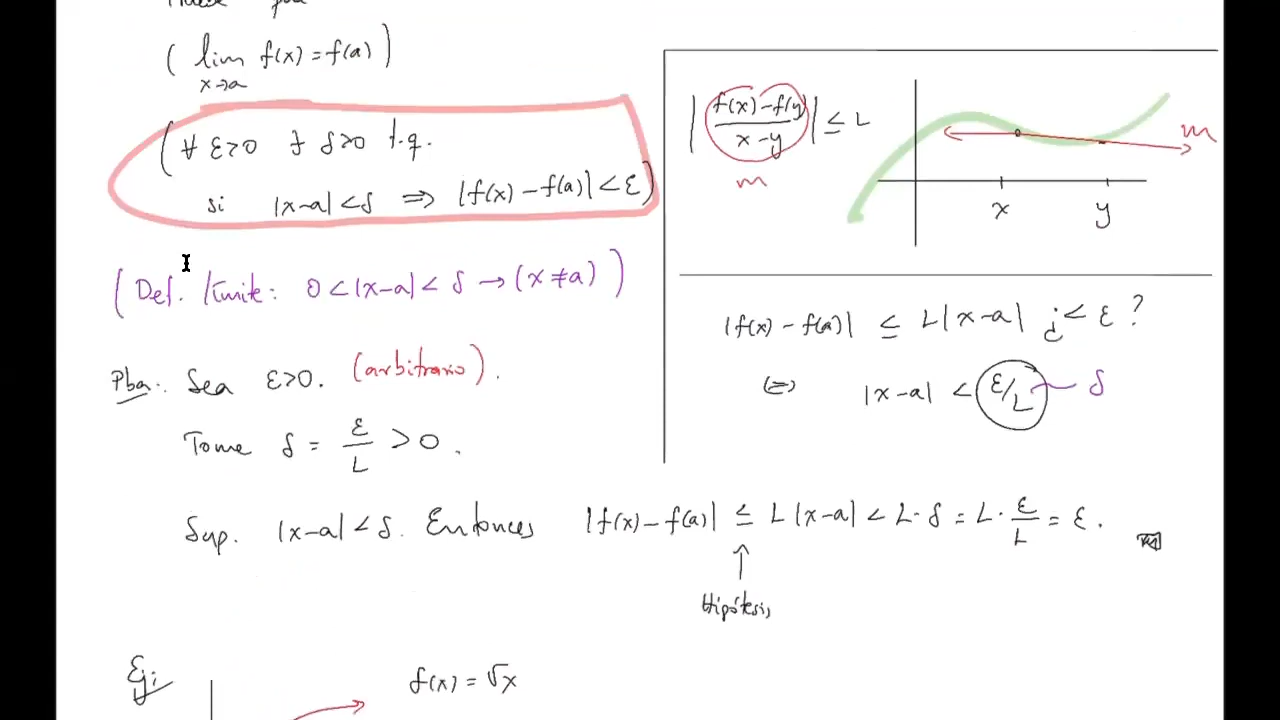 ( lim f(x) = f(a) )
x→a
( ∀ ε>0 ∃ δ>0 t.q.
si |x-a| < δ ⇒ |f(x) - f(a)| < ε )
( Def. límite: 0 < |x-a| < δ → (x ≠ a) )
| (f(x) - f(y))/(x - y) | ≤ L
m
m
x y
|f(x) - f(a)| ≤ L|x-a| ¿< ε?
⇔ |x-a| < ε/L δ
Pba.: Sea ε>0. (arbitrario).
Tome δ = ε/L > 0.
Sup. |x-a| < δ. Entonces |f(x) - f(a)| ≤ L|x-a| < L·δ = L·ε/L = ε.
Hipótesis
Ej:
f(x) = √x